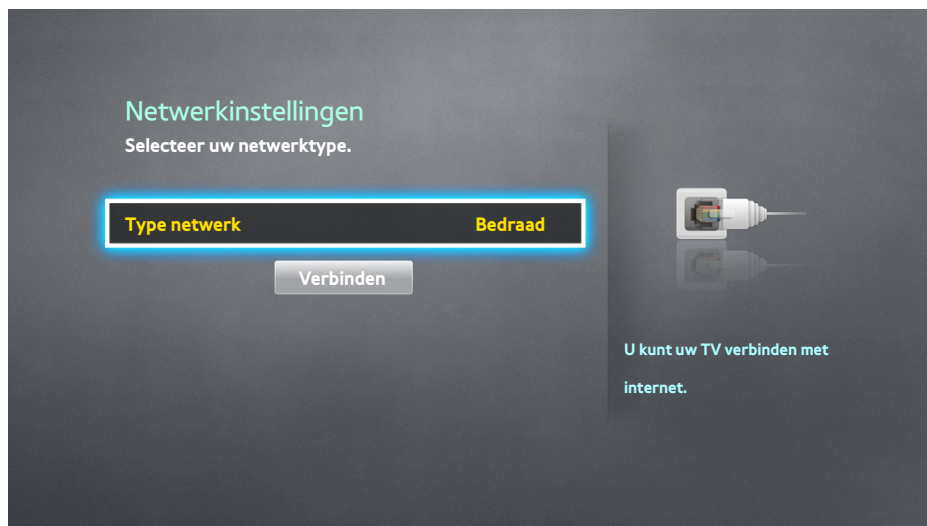 Netwerkinstellingen
Selecteer uw netwerktype.
Type netwerk Bedraad
Verbinden
U kunt uw TV verbinden met
internet.